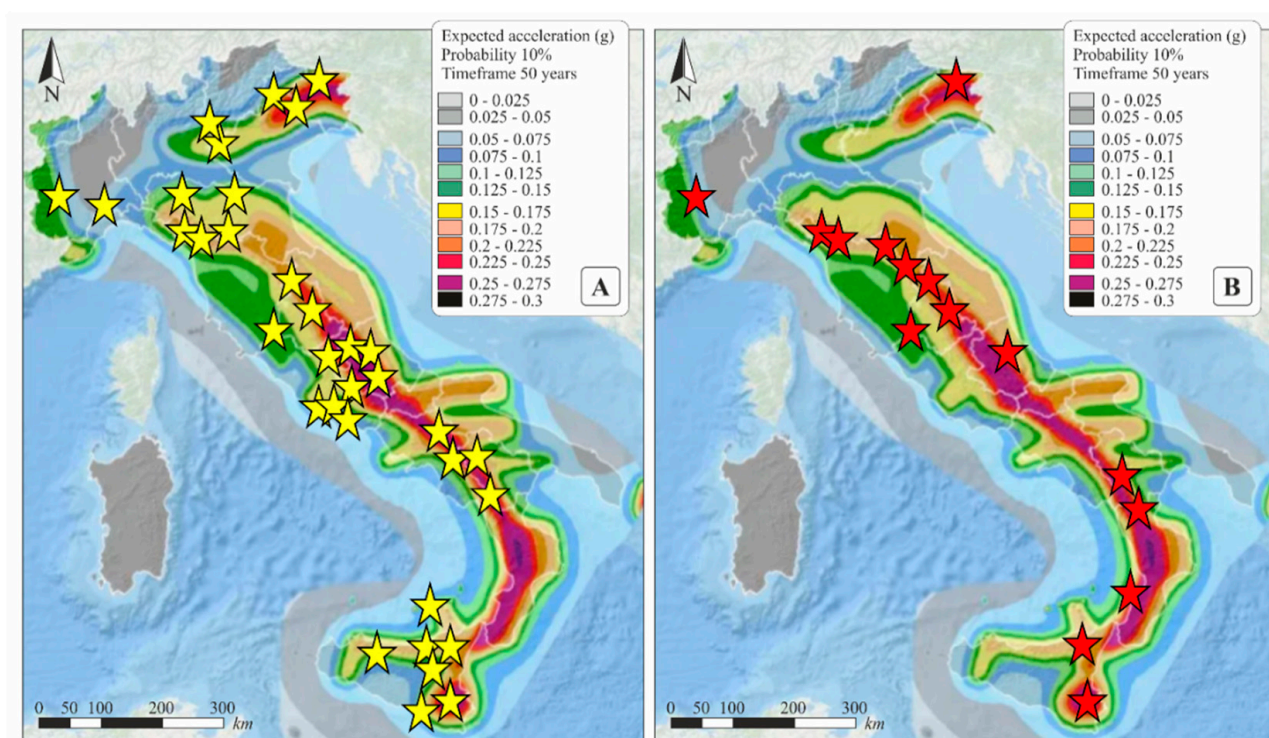 Expected acceleration (g)
Probability 10%
Timeframe 50 years
0 - 0.025
0.025 - 0.05
0.05 - 0.075
0.075 - 0.1
0.1 - 0.125
0.125 - 0.15
0.15 - 0.175
0.175 - 0.2
0.2 - 0.225
0.225 - 0.25
0.25 - 0.275
0.275 - 0.3
A
N
0 50 100 200 300
km
Expected acceleration (g)
Probability 10%
Timeframe 50 years
0 - 0.025
0.025 - 0.05
0.05 - 0.075
0.075 - 0.1
0.1 - 0.125
0.125 - 0.15
0.15 - 0.175
0.175 - 0.2
0.2 - 0.225
0.225 - 0.25
0.25 - 0.275
0.275 - 0.3
B
N
0 50 100 200 300
km